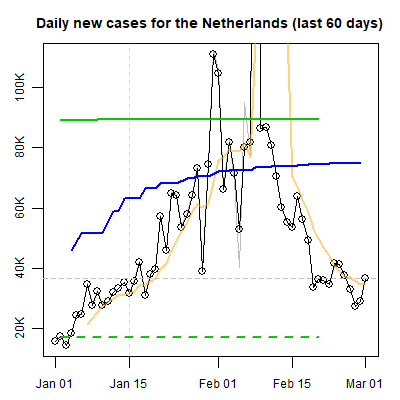 Daily new cases for the Netherlands (last 60 days)
100K
80K
60K
40K
20K
Jan 01
Jan 15
Feb 01
Feb 15
Mar 01